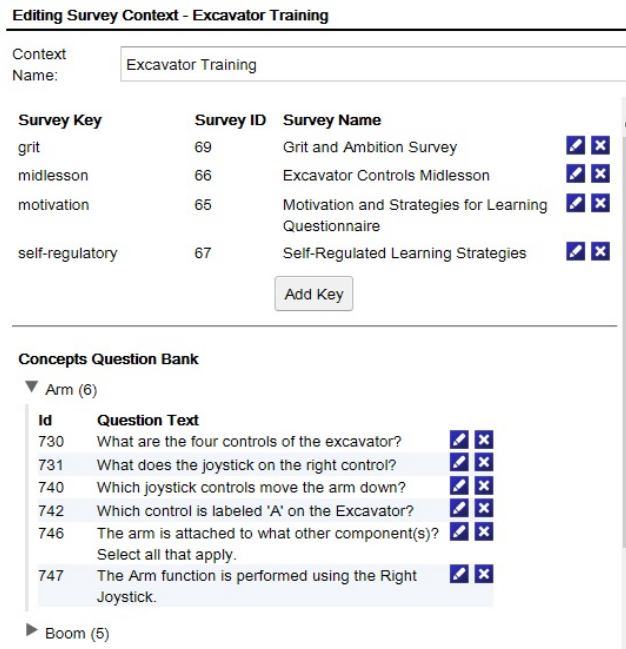 Editing Survey Context - Excavator Training
Context
Name:
Excavator Training
Survey Key Survey ID Survey Name
grit 69 Grit and Ambition Survey
midlesson 66 Excavator Controls Midlesson
motivation 65 Motivation and Strategies for Learning
Questionnaire
self-regulatory 67 Self-Regulated Learning Strategies
Add Key
Concepts Question Bank
Arm (6)
Id Question Text
730 What are the four controls of the excavator?
731 What does the joystick on the right control?
740 Which joystick controls move the arm down?
742 Which control is labeled 'A' on the Excavator?
746 The arm is attached to what other component(s)?
Select all that apply.
747 The Arm function is performed using the Right
Joystick.
Boom (5)